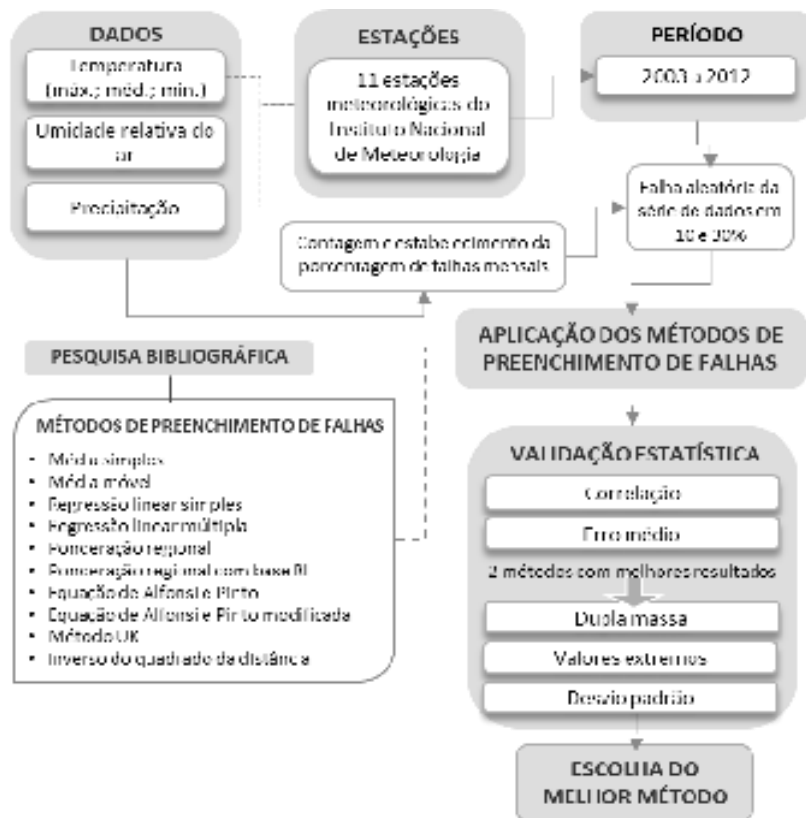 DADOS
Temperatura
(máx.; méd.; min.)
Umidade relativa do
ar
Precipitação
ESTAÇÕES
11 estações
meteorológicas do
Instituto Nacional
de Meteorologia
PERÍODO
2003 a 2012
Falha aleatória da
série de dados em
10 e 30%
Contagem e estabelecimento da
porcentagem de falhas mensais
APLICAÇÃO DOS MÉTODOS DE
PREENCHIMENTO DE FALHAS
PESQUISA BIBLIOGRÁFICA
MÉTODOS DE PREENCHIMENTO DE FALHAS
• Média simples
• Média móvel
• Regressão linear simples
• Regressão linear múltipla
• Ponderação regional
• Ponderação regional com base RL
• Equação de Alfonsi e Pinto
• Equação de Alfonsi e Pinto modificada
• Método UK
• Inverso do quadrado da distância
VALIDAÇÃO ESTATÍSTICA
Correlação
Erro médio
2 métodos com melhores resultados
Dupla massa
Valores extremos
Desvio padrão
ESCOLHA DO
MELHOR MÉTODO